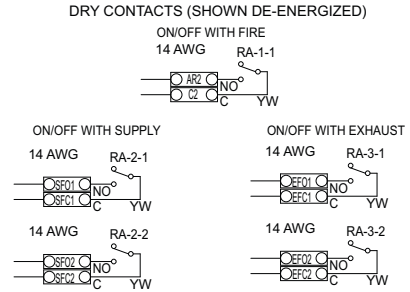 DRY CONTACTS (SHOWN DE-ENERGIZED)
ON/OFF WITH FIRE
14 AWG RA-1-1
AR2 NO
C2 C YW
ON/OFF WITH SUPPLY
14 AWG RA-2-1
SFO1 NO
SFC1 C YW
14 AWG RA-2-2
SFO2 NO
SFC2 C YW
ON/OFF WITH EXHAUST
14 AWG RA-3-1
EFO1 NO
EFC1 C YW
14 AWG RA-3-2
EFO2 NO
EFC2 C YW